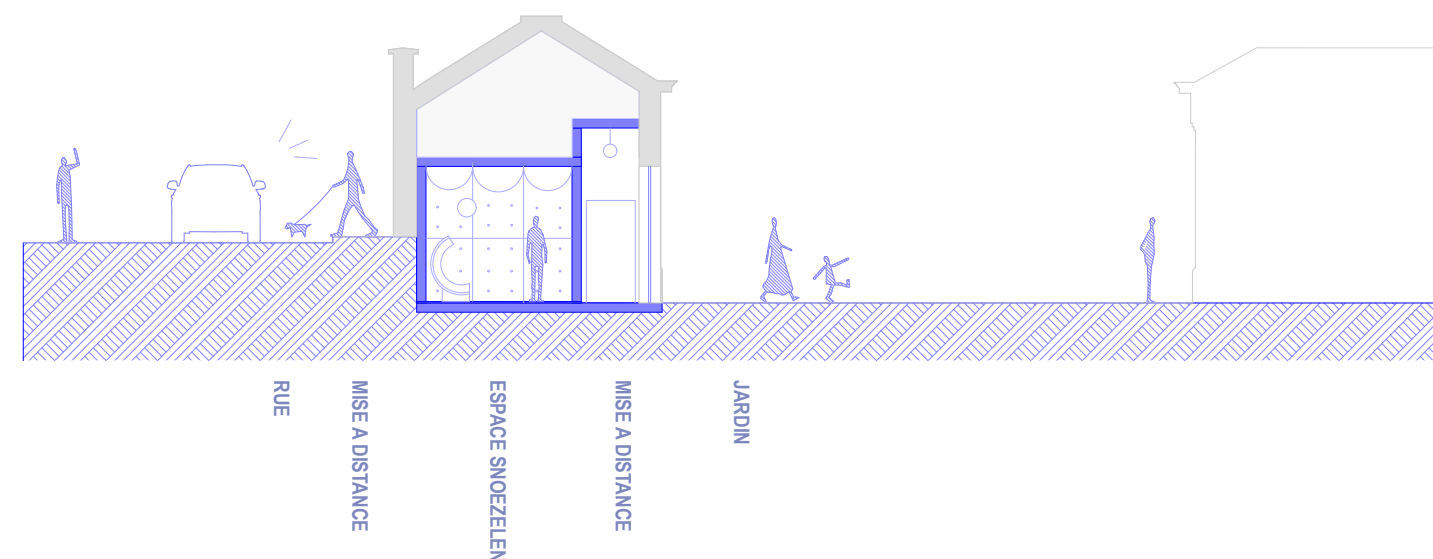 RUE
MISE A DISTANCE
ESPACE SNOEZELEN
MISE A DISTANCE
JARDIN